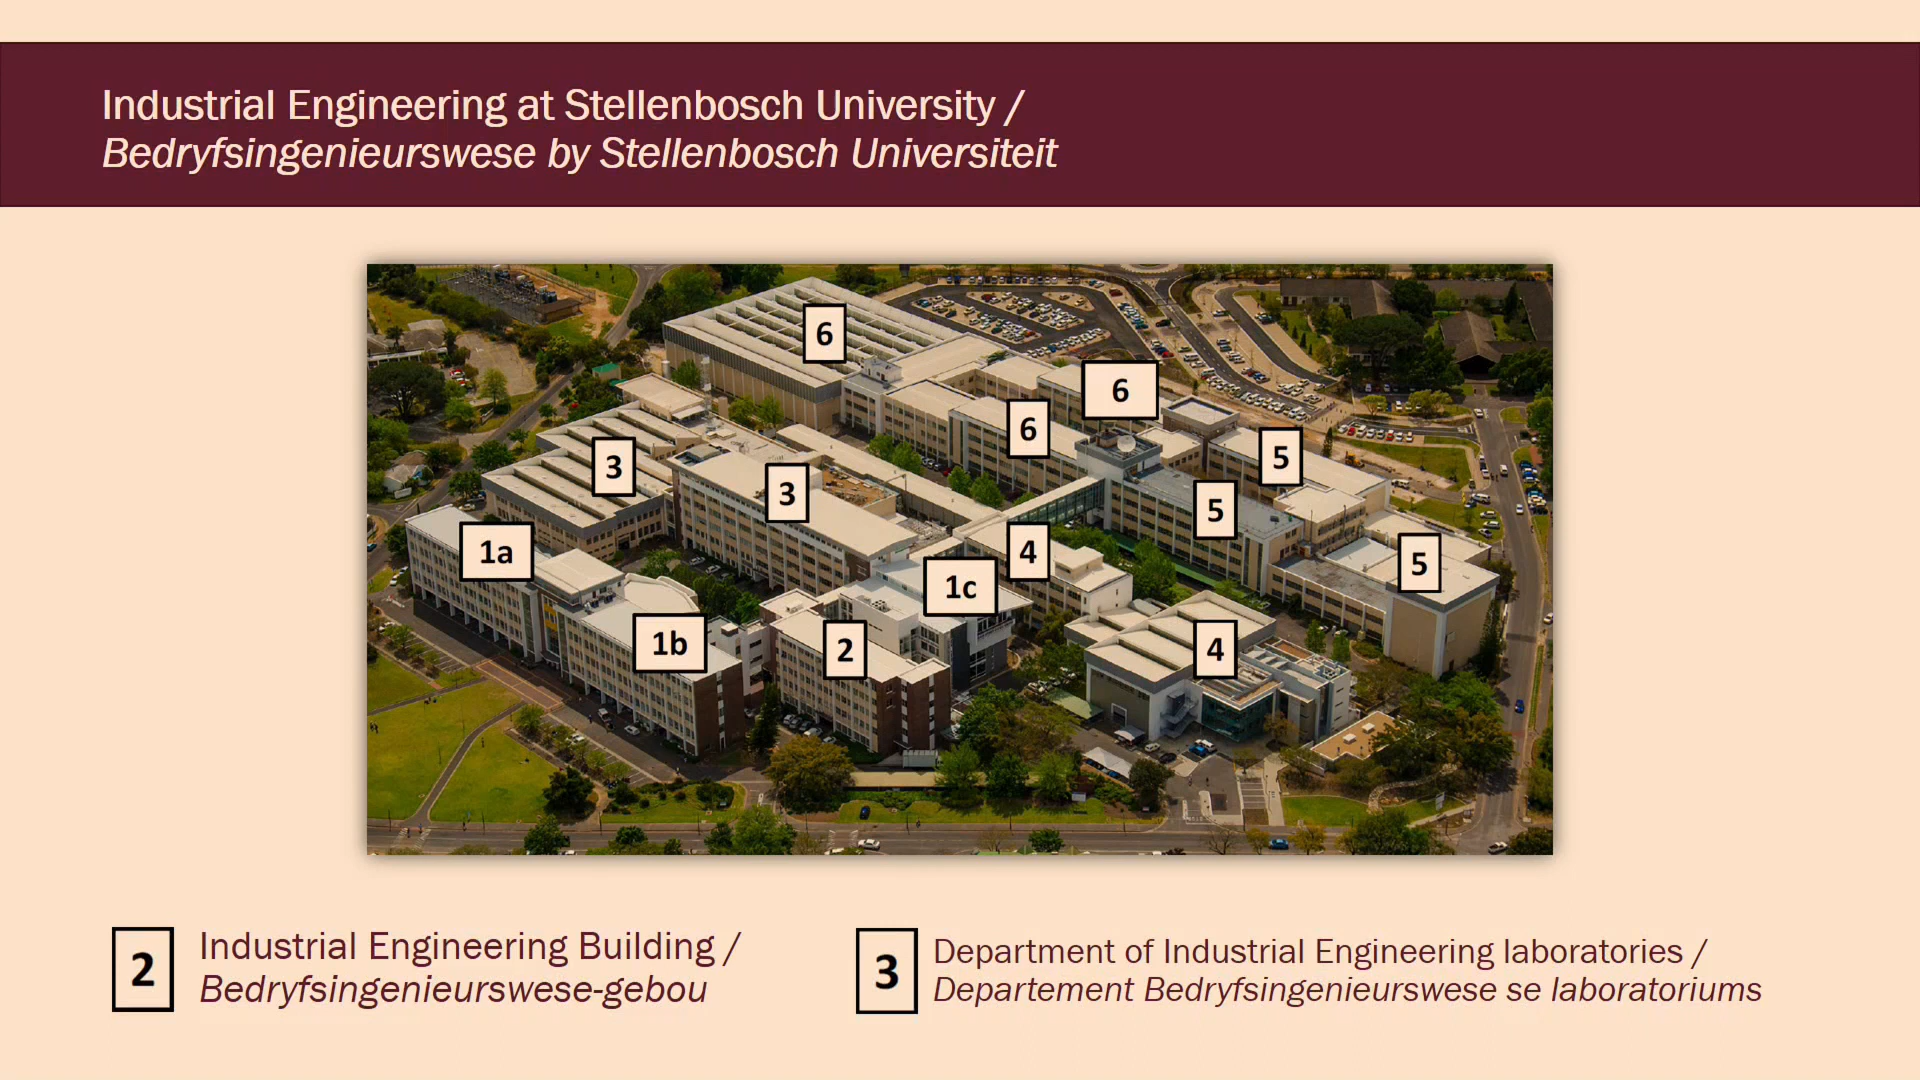 Industrial Engineering at Stellenbosch University /
Bedryfsingenieurswese by Stellenbosch Universiteit
6
6
6
5
3
3
5
1a
4
5
1c
1b
2
4
2
Industrial Engineering Building /
Bedryfsingenieurswese-gebou
3
Department of Industrial Engineering laboratories /
Departement Bedryfsingenieurswese se laboratoriums